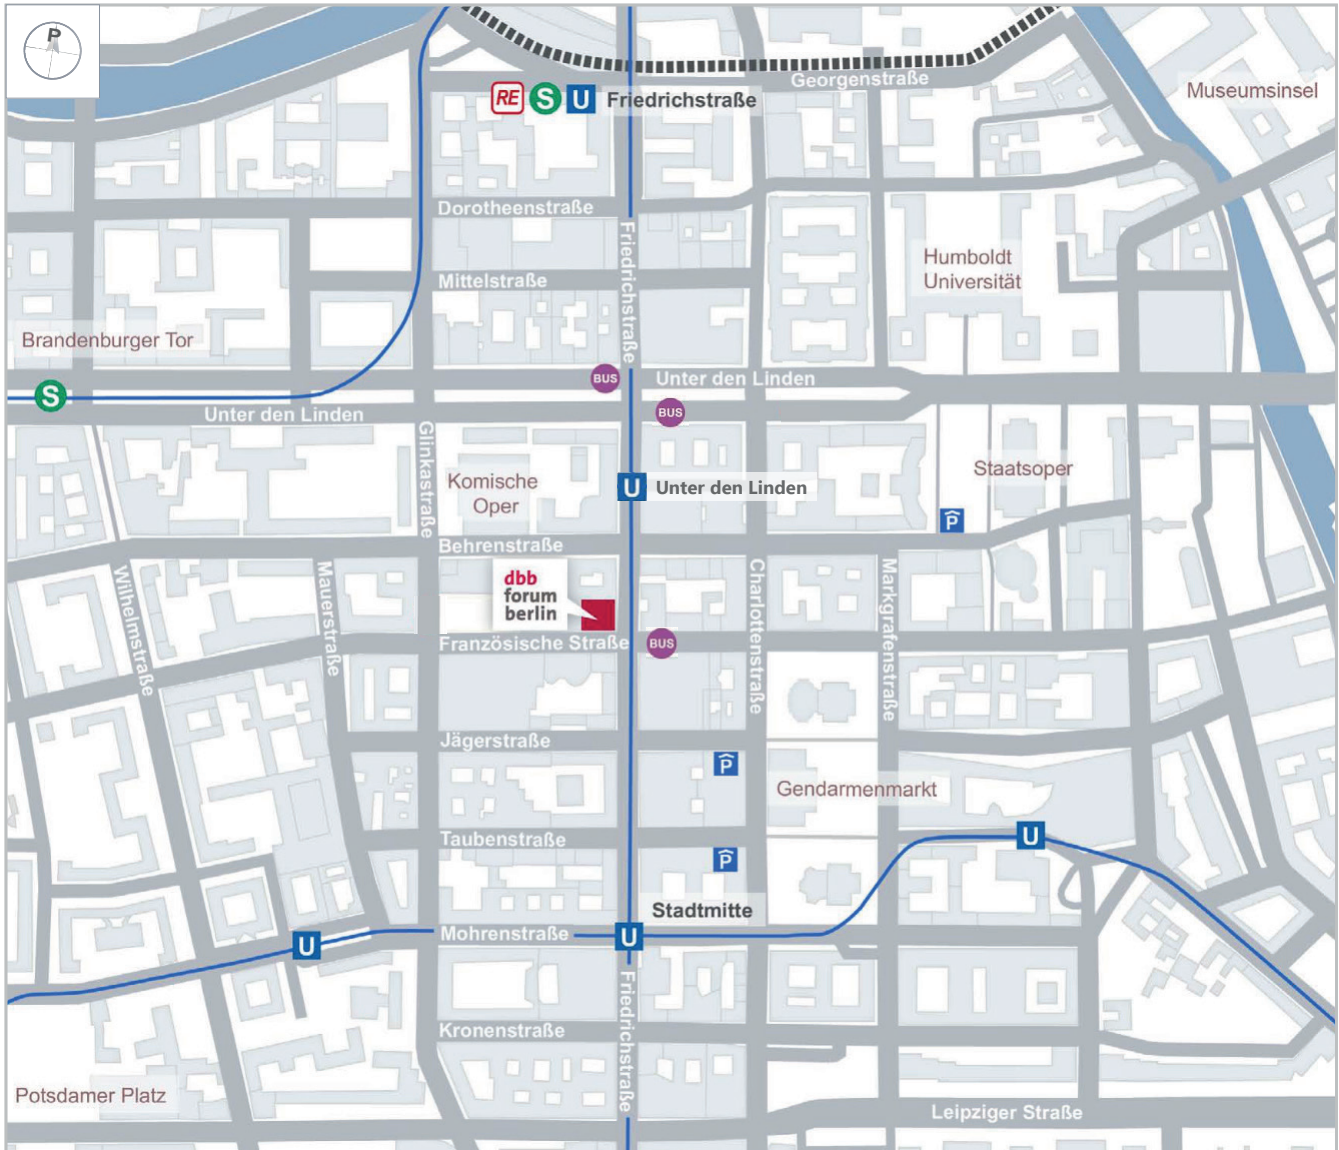 P
Georgenstraße
RE S U Friedrichstraße
Museumsinsel
Dorotheenstraße
Friedrichstraße
Humboldt
Universität
Mittelstraße
Brandenburger Tor
BUS
Unter den Linden
S
BUS
Unter den Linden
Glinkastraße
Komische
Oper
Staatsoper
U Unter den Linden
P
Behrenstraße
Wilhelmstraße
Mauerstraße
Charlottenstraße
Markgrafenstraße
dbb
forum
berlin
Französische Straße
BUS
Jägerstraße
P
Gendarmenmarkt
Taubenstraße
U
P
Stadtmitte
Mohrenstraße
U
U
Friedrichstraße
Kronenstraße
Potsdamer Platz
Leipziger Straße